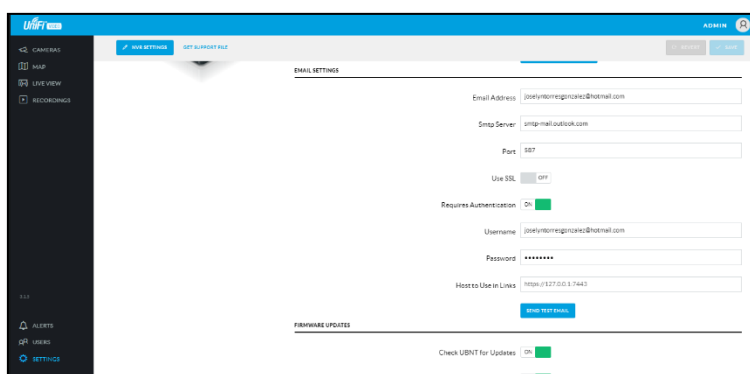 UniFi
ADMIN
CAMERAS
MAP
LIVE VIEW
RECORDINGS
NVR SETTINGS
GET SUPPORT FILE
REVERT
SAVE
EMAIL SETTINGS
Email Address joselyntorresgonzalez@hotmail.com
Smtp Server smtp-mail.outlook.com
Port 587
Use SSL OFF
Requires Authentication ON
Username joselyntorresgonzalez@hotmail.com
Password ••••••••
Host to Use in Links https://127.0.0.1:7443
SEND TEST EMAIL
FIRMWARE UPDATES
Check UBNT for Updates ON
ALERTS
USERS
SETTINGS